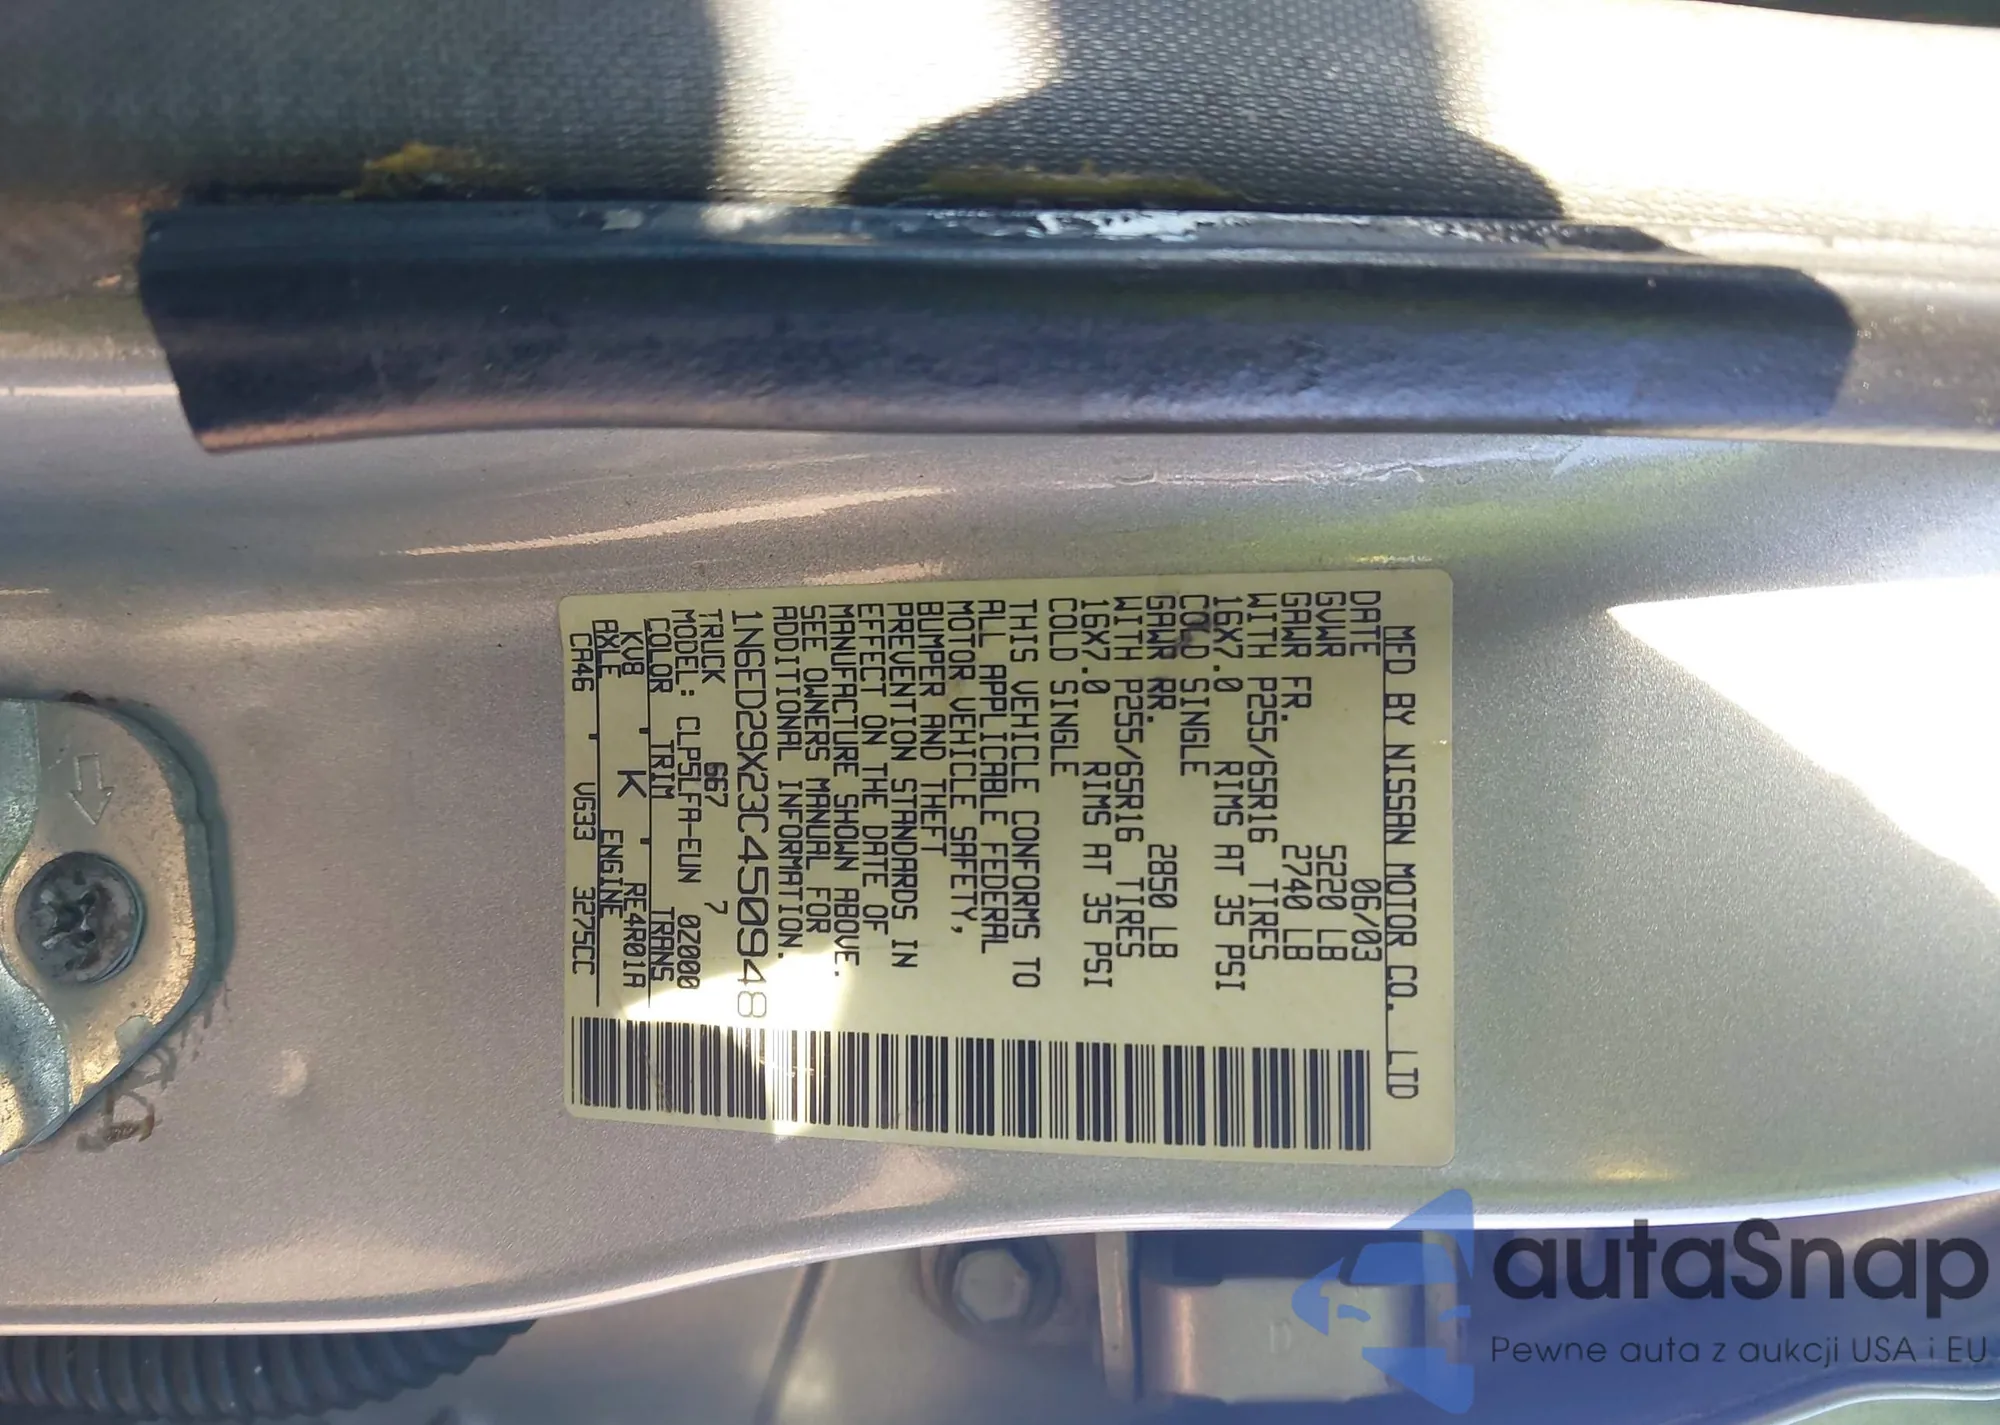 MFD BY NISSAN MOTOR CO. LTD
DATE 06/03
GVWR 5220 LB
GAWR FR. 2740 LB
WITH P255/65R16 TIRES
16X7.0 RIMS AT 35 PSI
COLD SINGLE
GAWR RR. 2850 LB
WITH P255/65R16 TIRES
16X7.0 RIMS AT 35 PSI
COLD SINGLE
THIS VEHICLE CONFORMS TO
ALL APPLICABLE FEDERAL
MOTOR VEHICLE SAFETY,
BUMPER AND THEFT
PREVENTION STANDARDS IN
EFFECT ON THE DATE OF
MANUFACTURE SHOWN ABOVE.
SEE OWNERS MANUAL FOR
ADDITIONAL INFORMATION.
1N6ED29X23C450948
TRUCK 667 7
MODEL: CLPSLFA-EUN 0Z000
COLOR TRIM TRANS
KV8 K RE4R01A
AXLE ENGINE
CA46 VG33 3275CC
D
autaSnap
Pewne auta z aukcji USA i EU